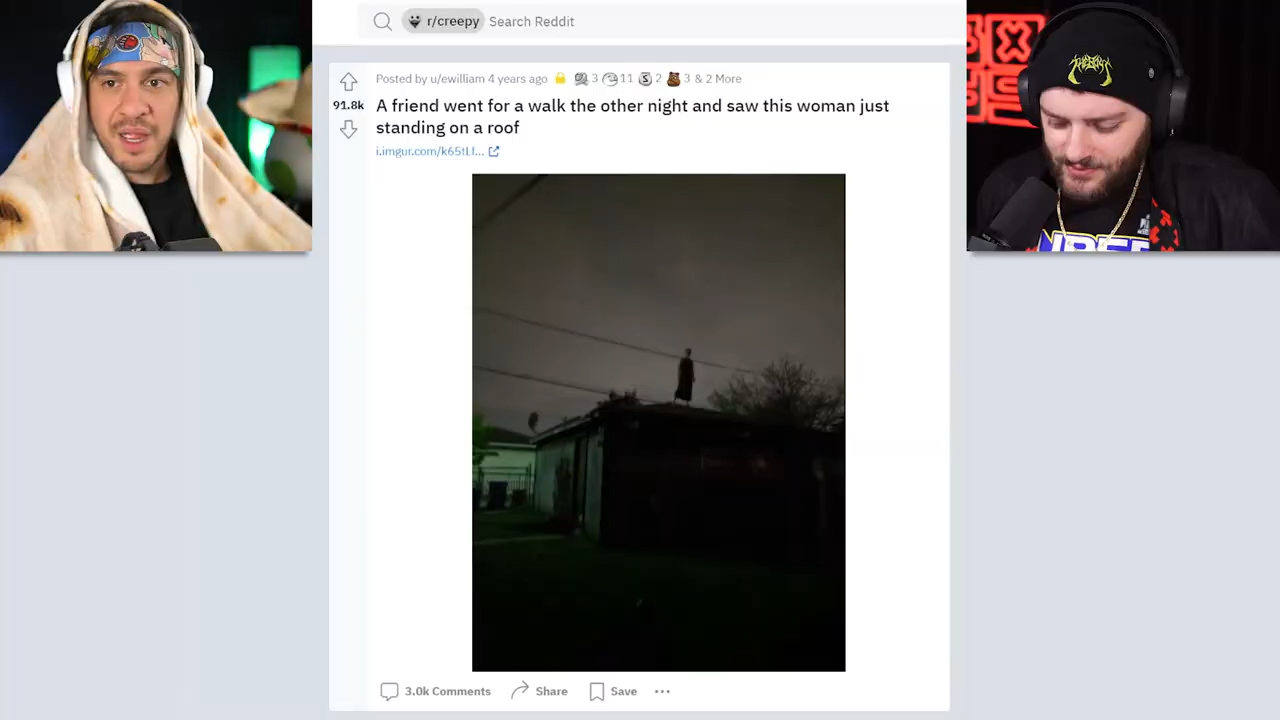 r/creepy Search Reddit
Posted by u/ewilliam 4 years ago 3 11 2 3 & 2 More
91.8k
A friend went for a walk the other night and saw this woman just
standing on a roof
i.imgur.com/k65tLf...
3.0k Comments Share Save